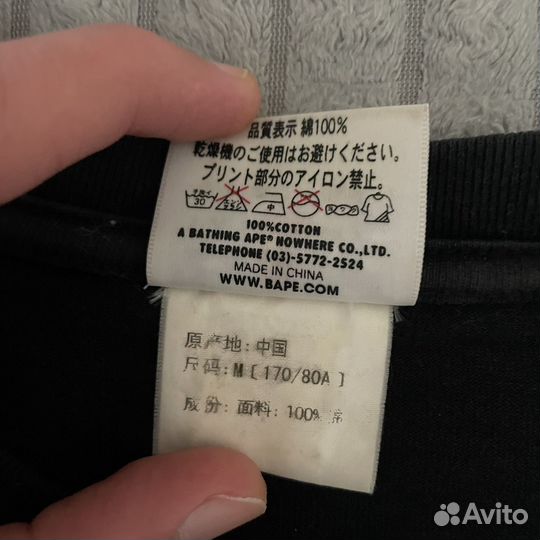 品質表示 綿100%
乾燥機のご使用はお避けください。
プリント部分のアイロン禁止。
30
中
100%COTTON
A BATHING APE® NOWHERE CO.,LTD.
TELEPHONE (03)-5772-2524
MADE IN CHINA
WWW.BAPE.COM
原产地: 中国
尺码: M [ 170/80A ]
成份: 面料: 100%
Avito